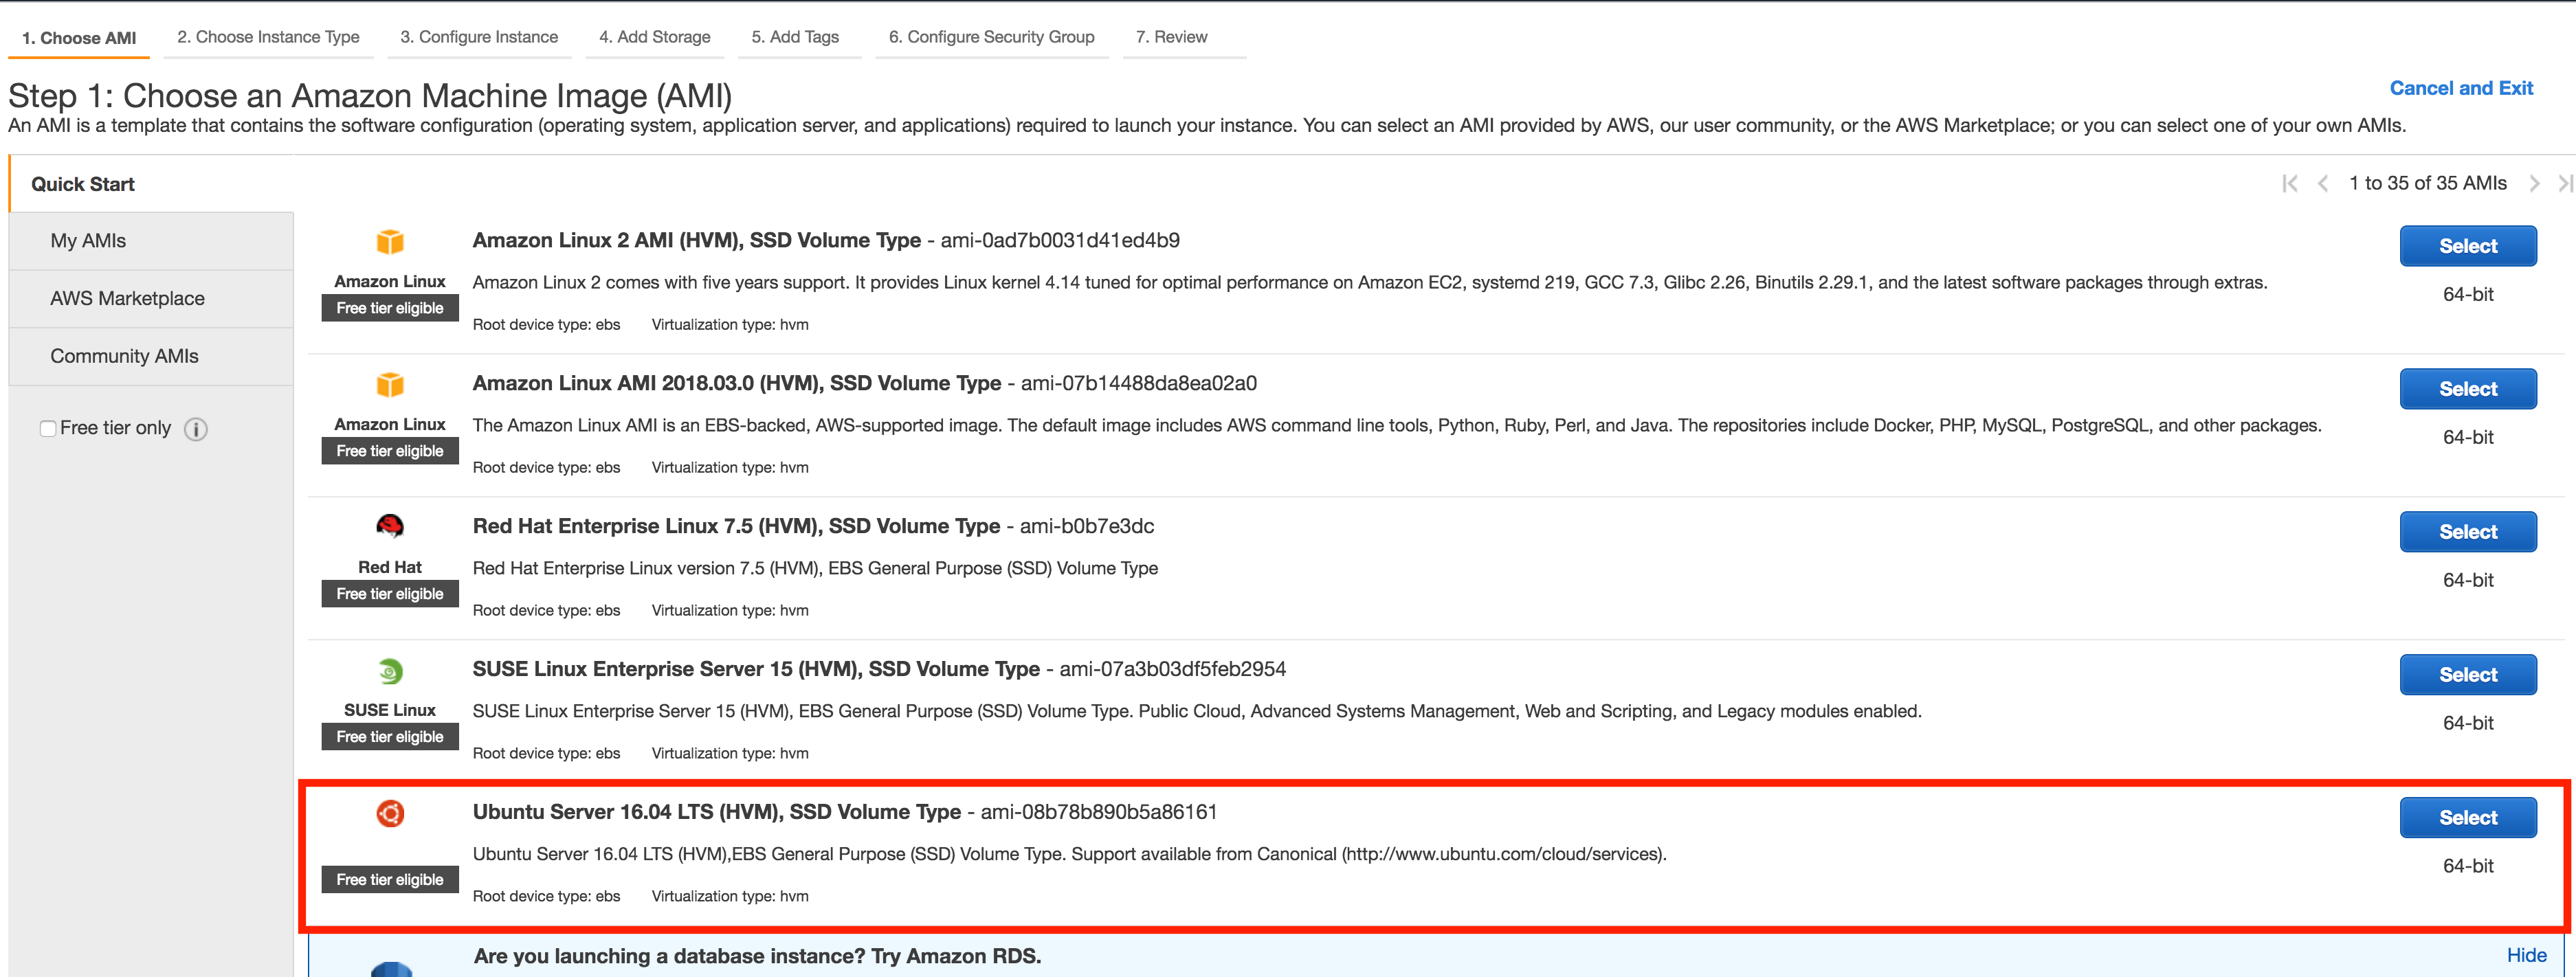 1. Choose AMI 2. Choose Instance Type 3. Configure Instance 4. Add Storage 5. Add Tags 6. Configure Security Group 7. Review
Step 1: Choose an Amazon Machine Image (AMI)
Cancel and Exit
An AMI is a template that contains the software configuration (operating system, application server, and applications) required to launch your instance. You can select an AMI provided by AWS, our user community, or the AWS Marketplace; or you can select one of your own AMIs.
Quick Start
My AMIs
AWS Marketplace
Community AMIs
Free tier only
1 to 35 of 35 AMIs
Amazon Linux 2 AMI (HVM), SSD Volume Type - ami-0ad7b0031d41ed4b9
Select
Amazon Linux
Free tier eligible
Amazon Linux 2 comes with five years support. It provides Linux kernel 4.14 tuned for optimal performance on Amazon EC2, systemd 219, GCC 7.3, Glibc 2.26, Binutils 2.29.1, and the latest software packages through extras.
64-bit
Root device type: ebs Virtualization type: hvm
Amazon Linux AMI 2018.03.0 (HVM), SSD Volume Type - ami-07b14488da8ea02a0
Select
Amazon Linux
Free tier eligible
The Amazon Linux AMI is an EBS-backed, AWS-supported image. The default image includes AWS command line tools, Python, Ruby, Perl, and Java. The repositories include Docker, PHP, MySQL, PostgreSQL, and other packages.
64-bit
Root device type: ebs Virtualization type: hvm
Red Hat Enterprise Linux 7.5 (HVM), SSD Volume Type - ami-b0b7e3dc
Select
Red Hat
Free tier eligible
Red Hat Enterprise Linux version 7.5 (HVM), EBS General Purpose (SSD) Volume Type
64-bit
Root device type: ebs Virtualization type: hvm
SUSE Linux Enterprise Server 15 (HVM), SSD Volume Type - ami-07a3b03df5feb2954
Select
SUSE Linux
Free tier eligible
SUSE Linux Enterprise Server 15 (HVM), EBS General Purpose (SSD) Volume Type. Public Cloud, Advanced Systems Management, Web and Scripting, and Legacy modules enabled.
64-bit
Root device type: ebs Virtualization type: hvm
Ubuntu Server 16.04 LTS (HVM), SSD Volume Type - ami-08b78b890b5a86161
Select
Free tier eligible
Ubuntu Server 16.04 LTS (HVM),EBS General Purpose (SSD) Volume Type. Support available from Canonical (http://www.ubuntu.com/cloud/services).
64-bit
Root device type: ebs Virtualization type: hvm
Are you launching a database instance? Try Amazon RDS.
Hide